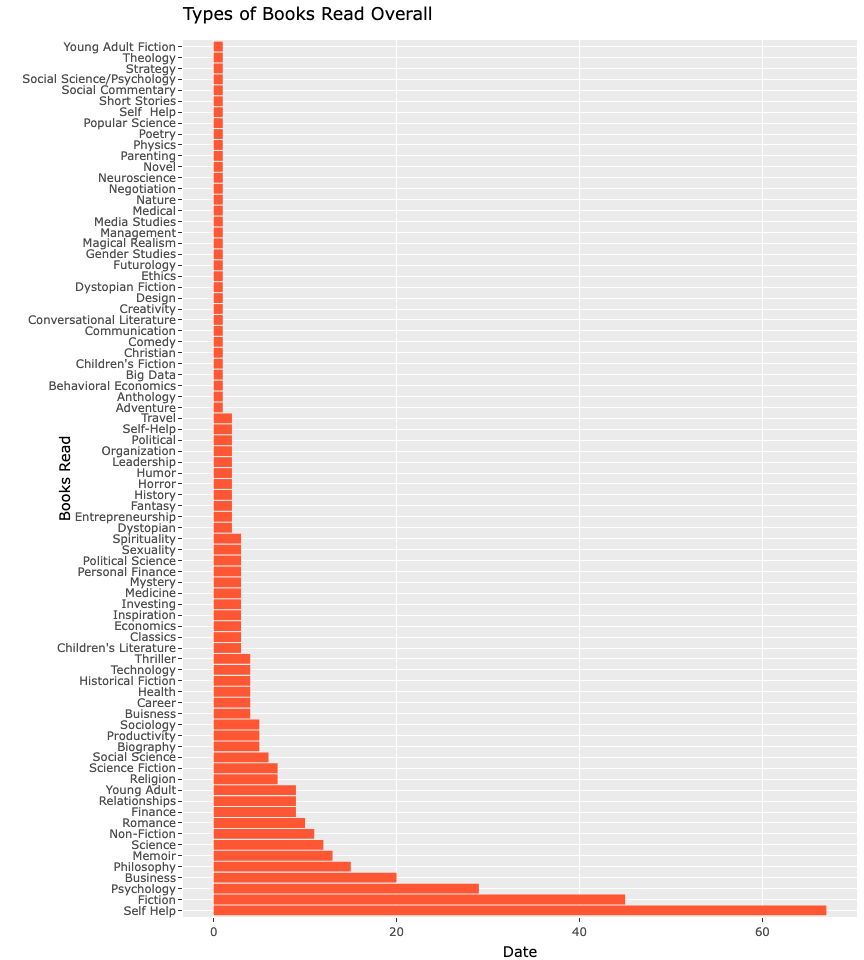 Types of Books Read Overall
Young Adult Fiction
Theology
Strategy
Social Science/Psychology
Social Commentary
Short Stories
Self  Help
Popular Science
Poetry
Physics
Parenting
Novel
Neuroscience
Negotiation
Nature
Medical
Media Studies
Management
Magical Realism
Gender Studies
Futurology
Ethics
Dystopian Fiction
Design
Creativity
Conversational Literature
Communication
Comedy
Christian
Children's Fiction
Big Data
Behavioral Economics
Anthology
Adventure
Travel
Self-Help
Political
Organization
Leadership
Humor
Horror
History
Fantasy
Entrepreneurship
Dystopian
Spirituality
Sexuality
Political Science
Personal Finance
Mystery
Medicine
Investing
Inspiration
Economics
Classics
Children's Literature
Thriller
Technology
Historical Fiction
Health
Career
Buisness
Sociology
Productivity
Biography
Social Science
Science Fiction
Religion
Young Adult
Relationships
Finance
Romance
Non-Fiction
Science
Memoir
Philosophy
Business
Psychology
Fiction
Self Help
Books Read
0 20 40 60
Date